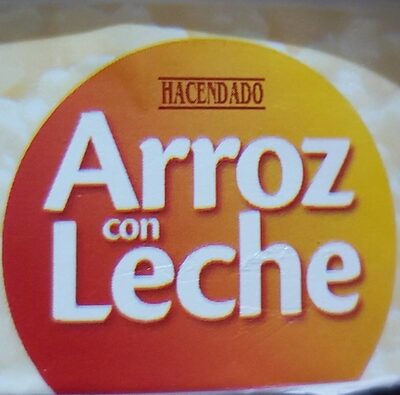 HACENDADO
Arroz
con
Leche